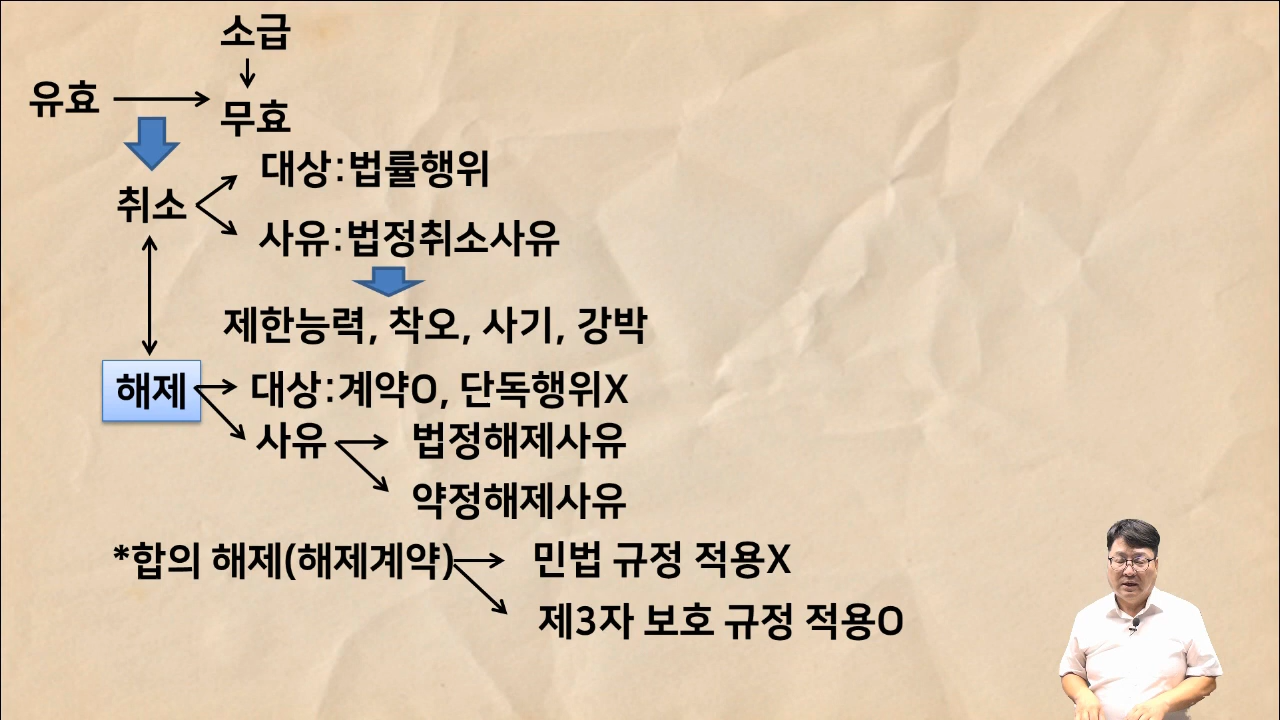 소급
유효
무효
대상:법률행위
취소
사유:법정취소사유
제한능력, 착오, 사기, 강박
해제
대상:계약O, 단독행위X
사유
법정해제사유
약정해제사유
*합의 해제(해제계약)
민법 규정 적용X
제3자 보호 규정 적용O